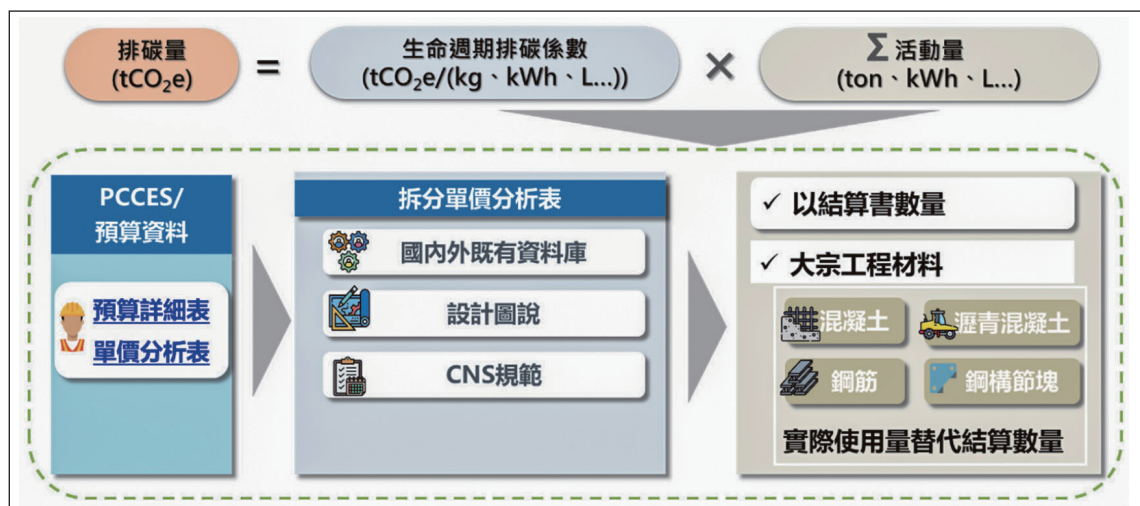 排碳量
(tCO₂e)
=
生命週期排碳係數
(tCO₂e/(kg、kWh、L...))
×
Σ活動量
(ton、kWh、L...)
PCCES/
預算資料
預算詳細表
單價分析表
拆分單價分析表
國內外既有資料庫
設計圖說
CNS規範
✓ 以結算書數量
✓ 大宗工程材料
混凝土
瀝青混凝土
鋼筋
鋼構節塊
實際使用量替代結算數量